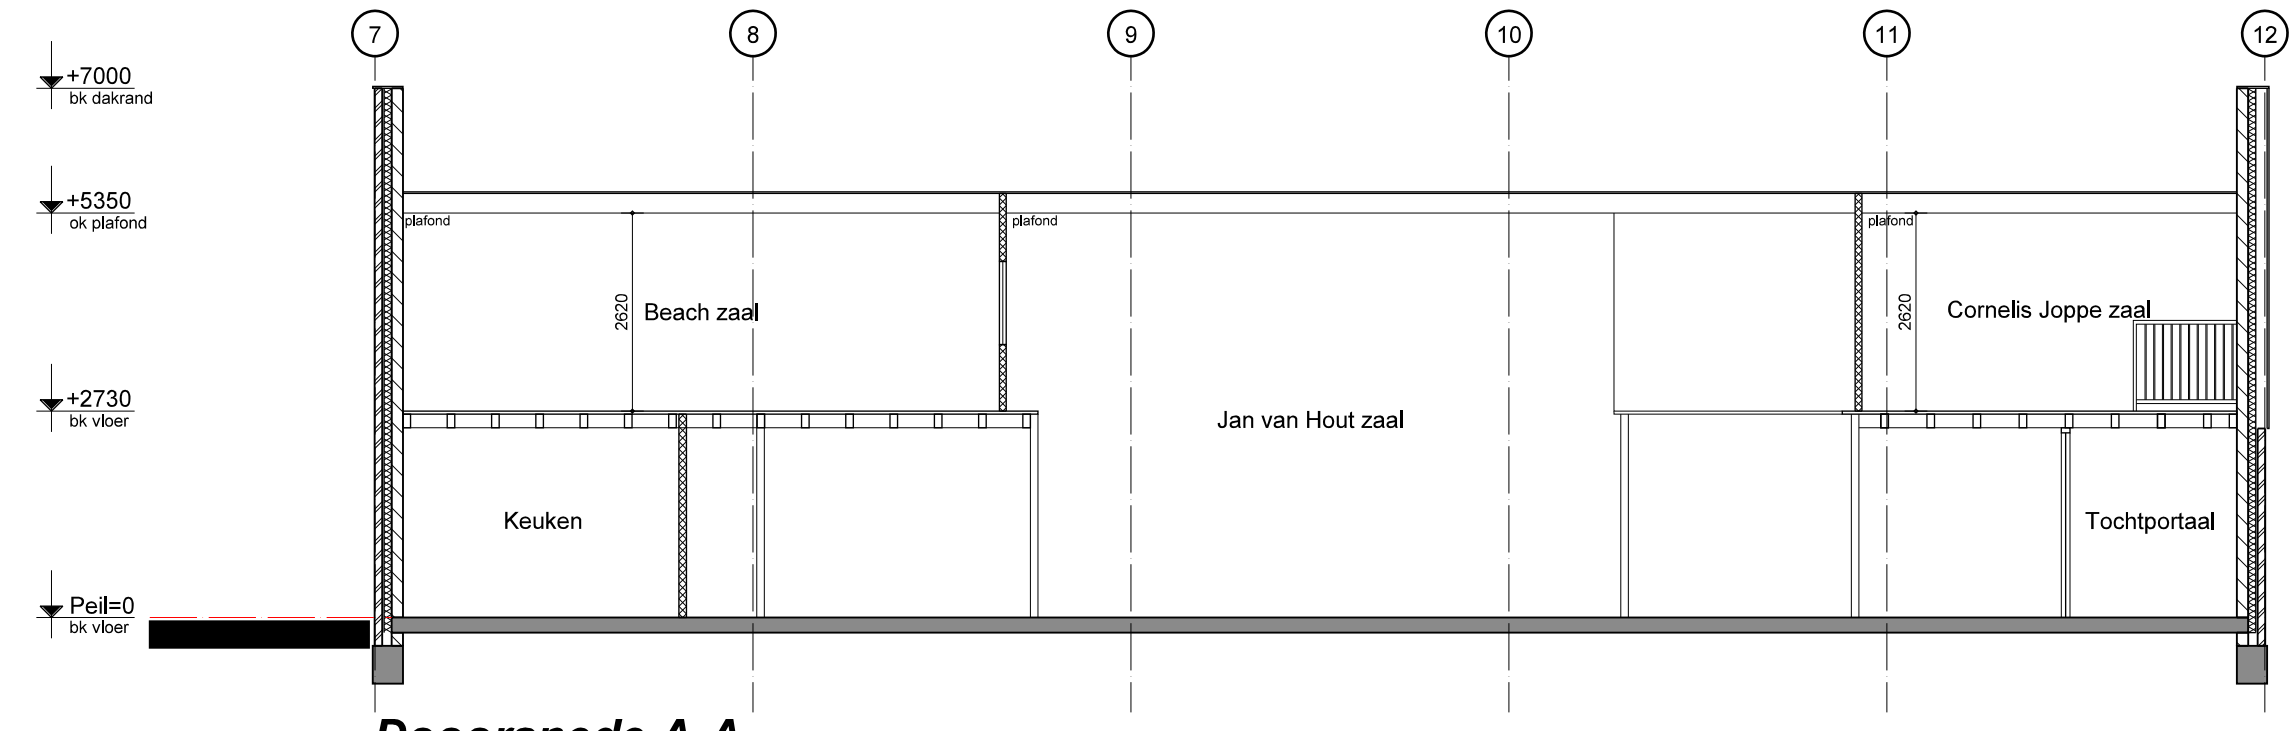 7 8 9 10 11 12
+7000
bk dakrand
+5350
ok plafond
plafond plafond plafond
2620 Beach zaal 2620 Cornelis Joppe zaal
+2730
bk vloer
Jan van Hout zaal
Keuken Tochtportaal
Peil=0
bk vloer